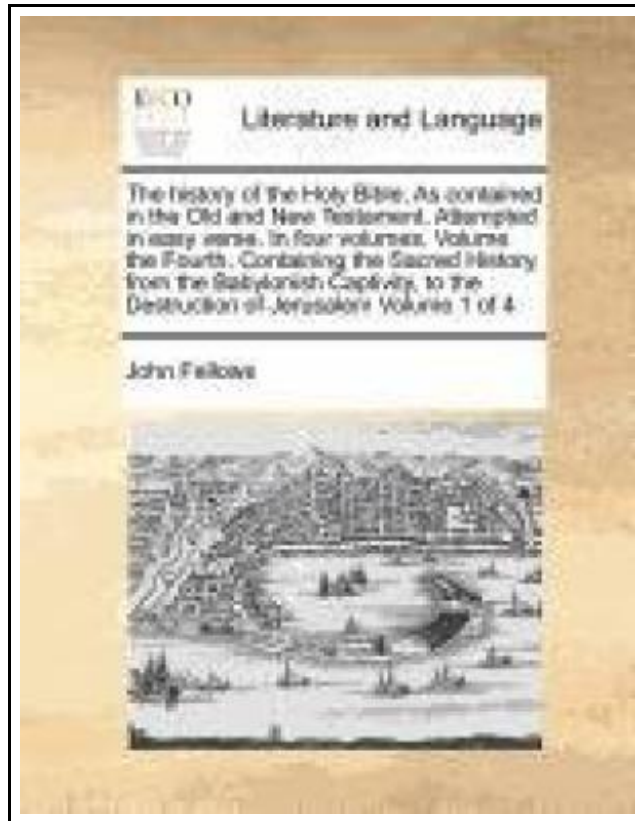 ECCO
Literature and Language
The history of the Holy Bible. As contained
in the Old and New Testament. Attempted
in easy verse. In four volumes. Volume
the Fourth. Containing the Sacred History
from the Babylonish Captivity, to the
Destruction of Jerusalem Volume 1 of 4
John Fellows